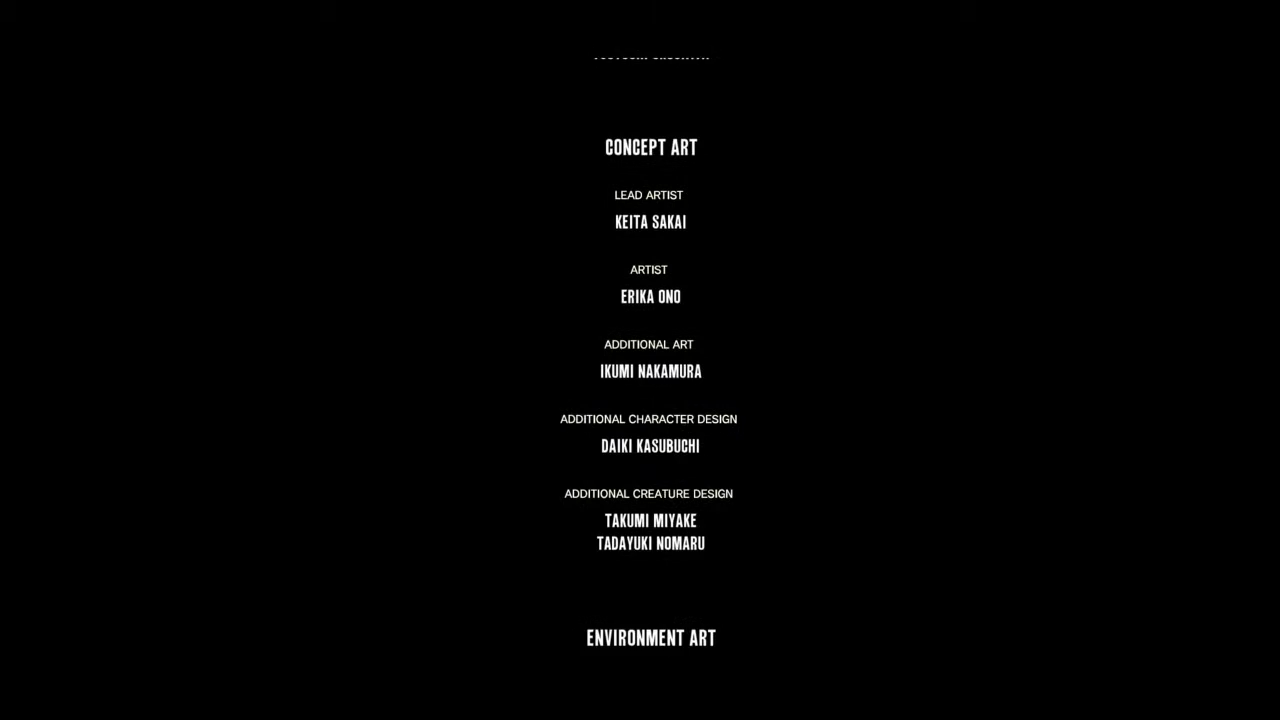 CONCEPT ART
LEAD ARTIST
KEITA SAKAI
ARTIST
ERIKA ONO
ADDITIONAL ART
IKUMI NAKAMURA
ADDITIONAL CHARACTER DESIGN
DAIKI KASUBUCHI
ADDITIONAL CREATURE DESIGN
TAKUMI MIYAKE
TADAYUKI NOMARU
ENVIRONMENT ART